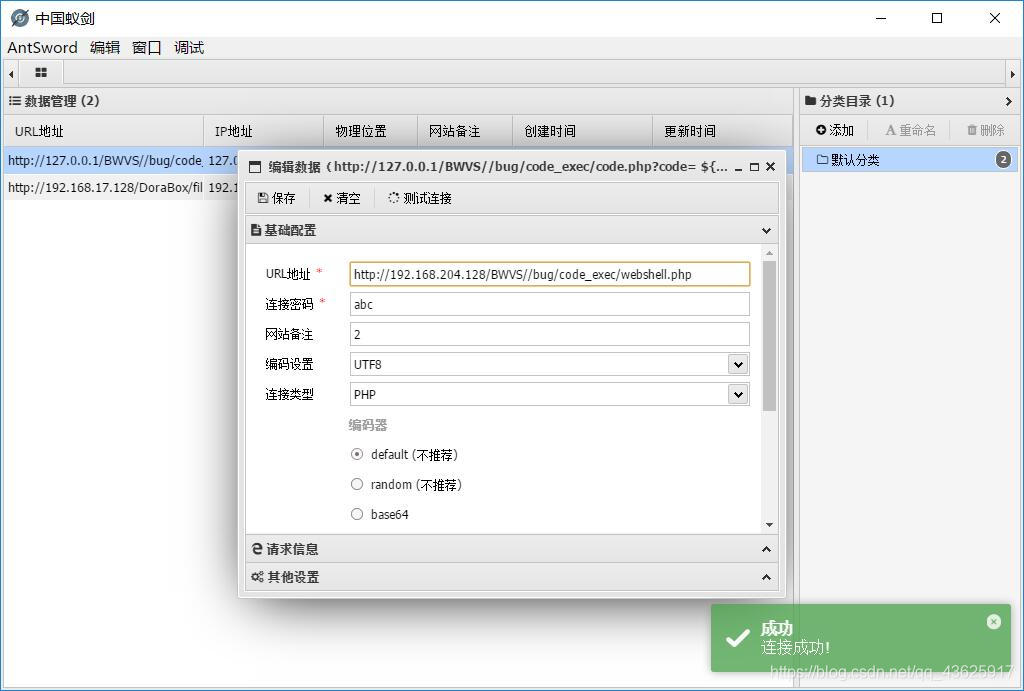 中国蚁剑
AntSword 编辑 窗口 调试
数据管理 (2)
分类目录 (1)
URL地址 IP地址 物理位置 网站备注 创建时间 更新时间
添加 重命名 删除
http://127.0.0.1/BWVS//bug/code_ 127.0
默认分类 2
http://192.168.17.128/DoraBox/fil 192.1
编辑数据 (http://127.0.0.1/BWVS//bug/code_exec/code.php?code= ${...
保存 清空 测试连接
基础配置
URL地址 * http://192.168.204.128/BWVS//bug/code_exec/webshell.php
连接密码 * abc
网站备注 2
编码设置 UTF8
连接类型 PHP
编码器
default (不推荐)
random (不推荐)
base64
请求信息
其他设置
成功
连接成功!
https://blog.csdn.net/qq_43625917